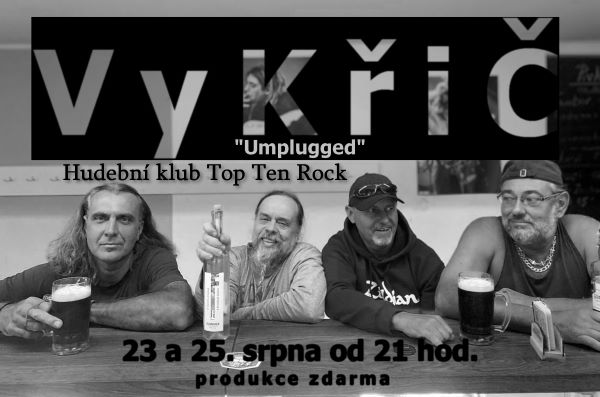 VyKřiČ
"Umplugged"
Hudební klub Top Ten Rock
23 a 25. srpna od 21 hod.
produkce zdarma